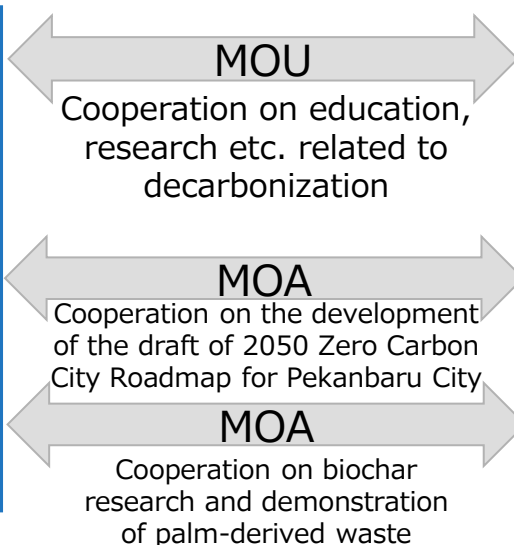 MOU
Cooperation on education,
research etc. related to
decarbonization
MOA
Cooperation on the development
of the draft of 2050 Zero Carbon
City Roadmap for Pekanbaru City
MOA
Cooperation on biochar
research and demonstration
of palm-derived waste